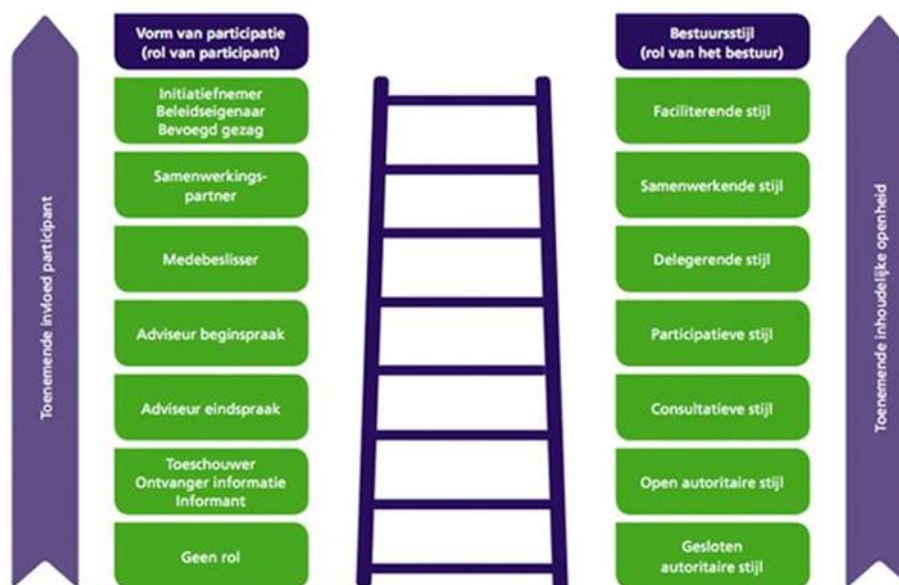 Toenemende invloed participant
Vorm van participatie
(rol van participant)
Initiatiefnemer
Beleidseigenaar
Bevoegd gezag
Samenwerkings-
partner
Medebeslisser
Adviseur beginspraak
Adviseur eindspraak
Toeschouwer
Ontvanger informatie
Informant
Geen rol
Bestuursstijl
(rol van het bestuur)
Faciliterende stijl
Samenwerkende stijl
Delegerende stijl
Participatieve stijl
Consultatieve stijl
Open autoritaire stijl
Gesloten
autoritaire stijl
Toenemende inhoudelijke openheid